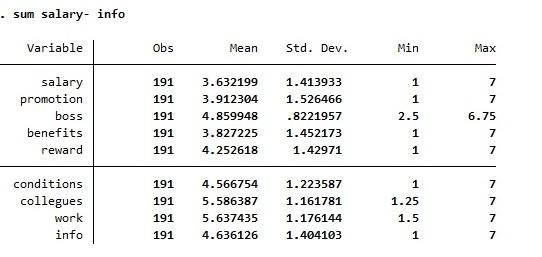 . sum salary- info
Variable Obs Mean Std. Dev. Min Max
salary 191 3.632199 1.413933 1 7
promotion 191 3.912304 1.526466 1 7
boss 191 4.859948 .8221957 2.5 6.75
benefits 191 3.827225 1.452173 1 7
reward 191 4.252618 1.42971 1 7
conditions 191 4.566754 1.223587 1 7
collegues 191 5.586387 1.161781 1.25 7
work 191 5.637435 1.176144 1.5 7
info 191 4.636126 1.404103 1 7